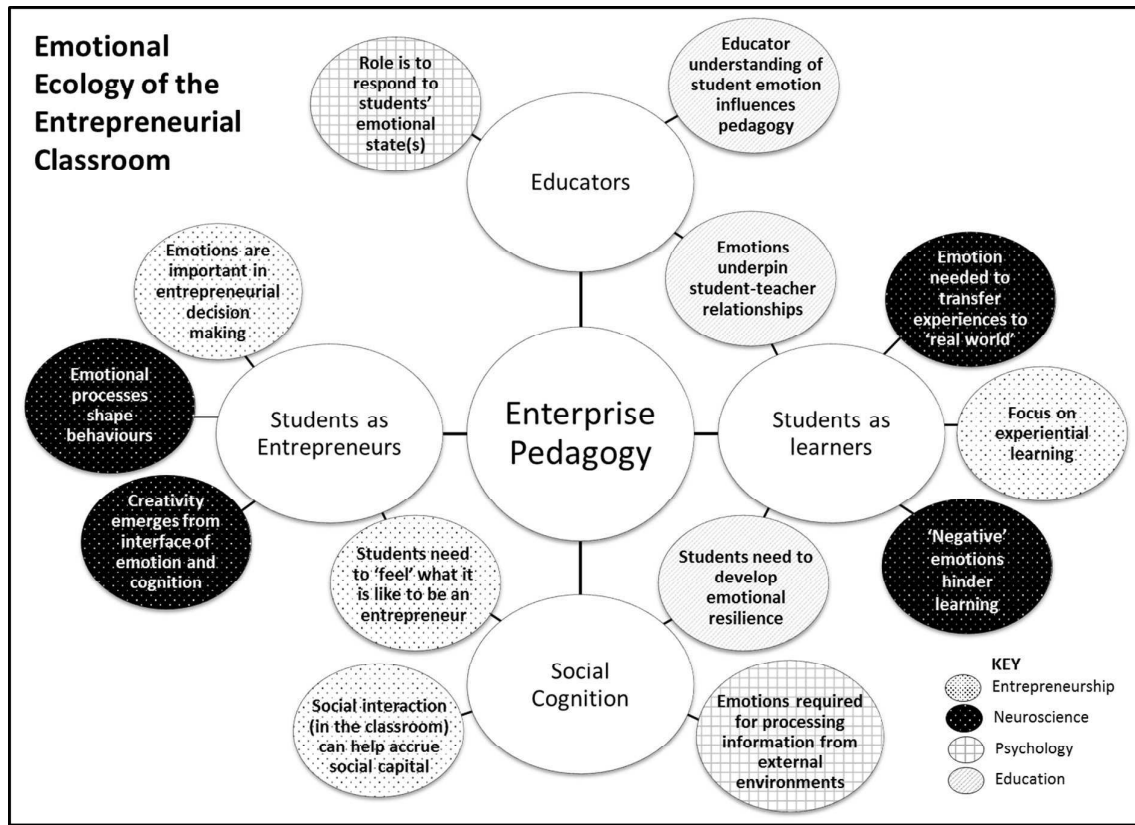 Emotional
Ecology of the
Entrepreneurial
Classroom
Role is to
respond to
students’
emotional
state(s)
Educator
understanding of
student emotion
influences
pedagogy
Educators
Emotions are
important in
entrepreneurial
decision
making
Emotions
underpin
student-teacher
relationships
Emotion
needed to
transfer
experiences to
‘real world’
Emotional
processes
shape
behaviours
Students as
Entrepreneurs
Enterprise
Pedagogy
Students as
learners
Focus on
experiential
learning
Creativity
emerges from
interface of
emotion and
cognition
Students need
to ‘feel’ what it
is like to be an
entrepreneur
Students need to
develop
emotional
resilience
‘Negative’
emotions
hinder
learning
Social
Cognition
Social interaction
(in the classroom)
can help accrue
social capital
Emotions required
for processing
information from
external
environments
KEY
Entrepreneurship
Neuroscience
Psychology
Education